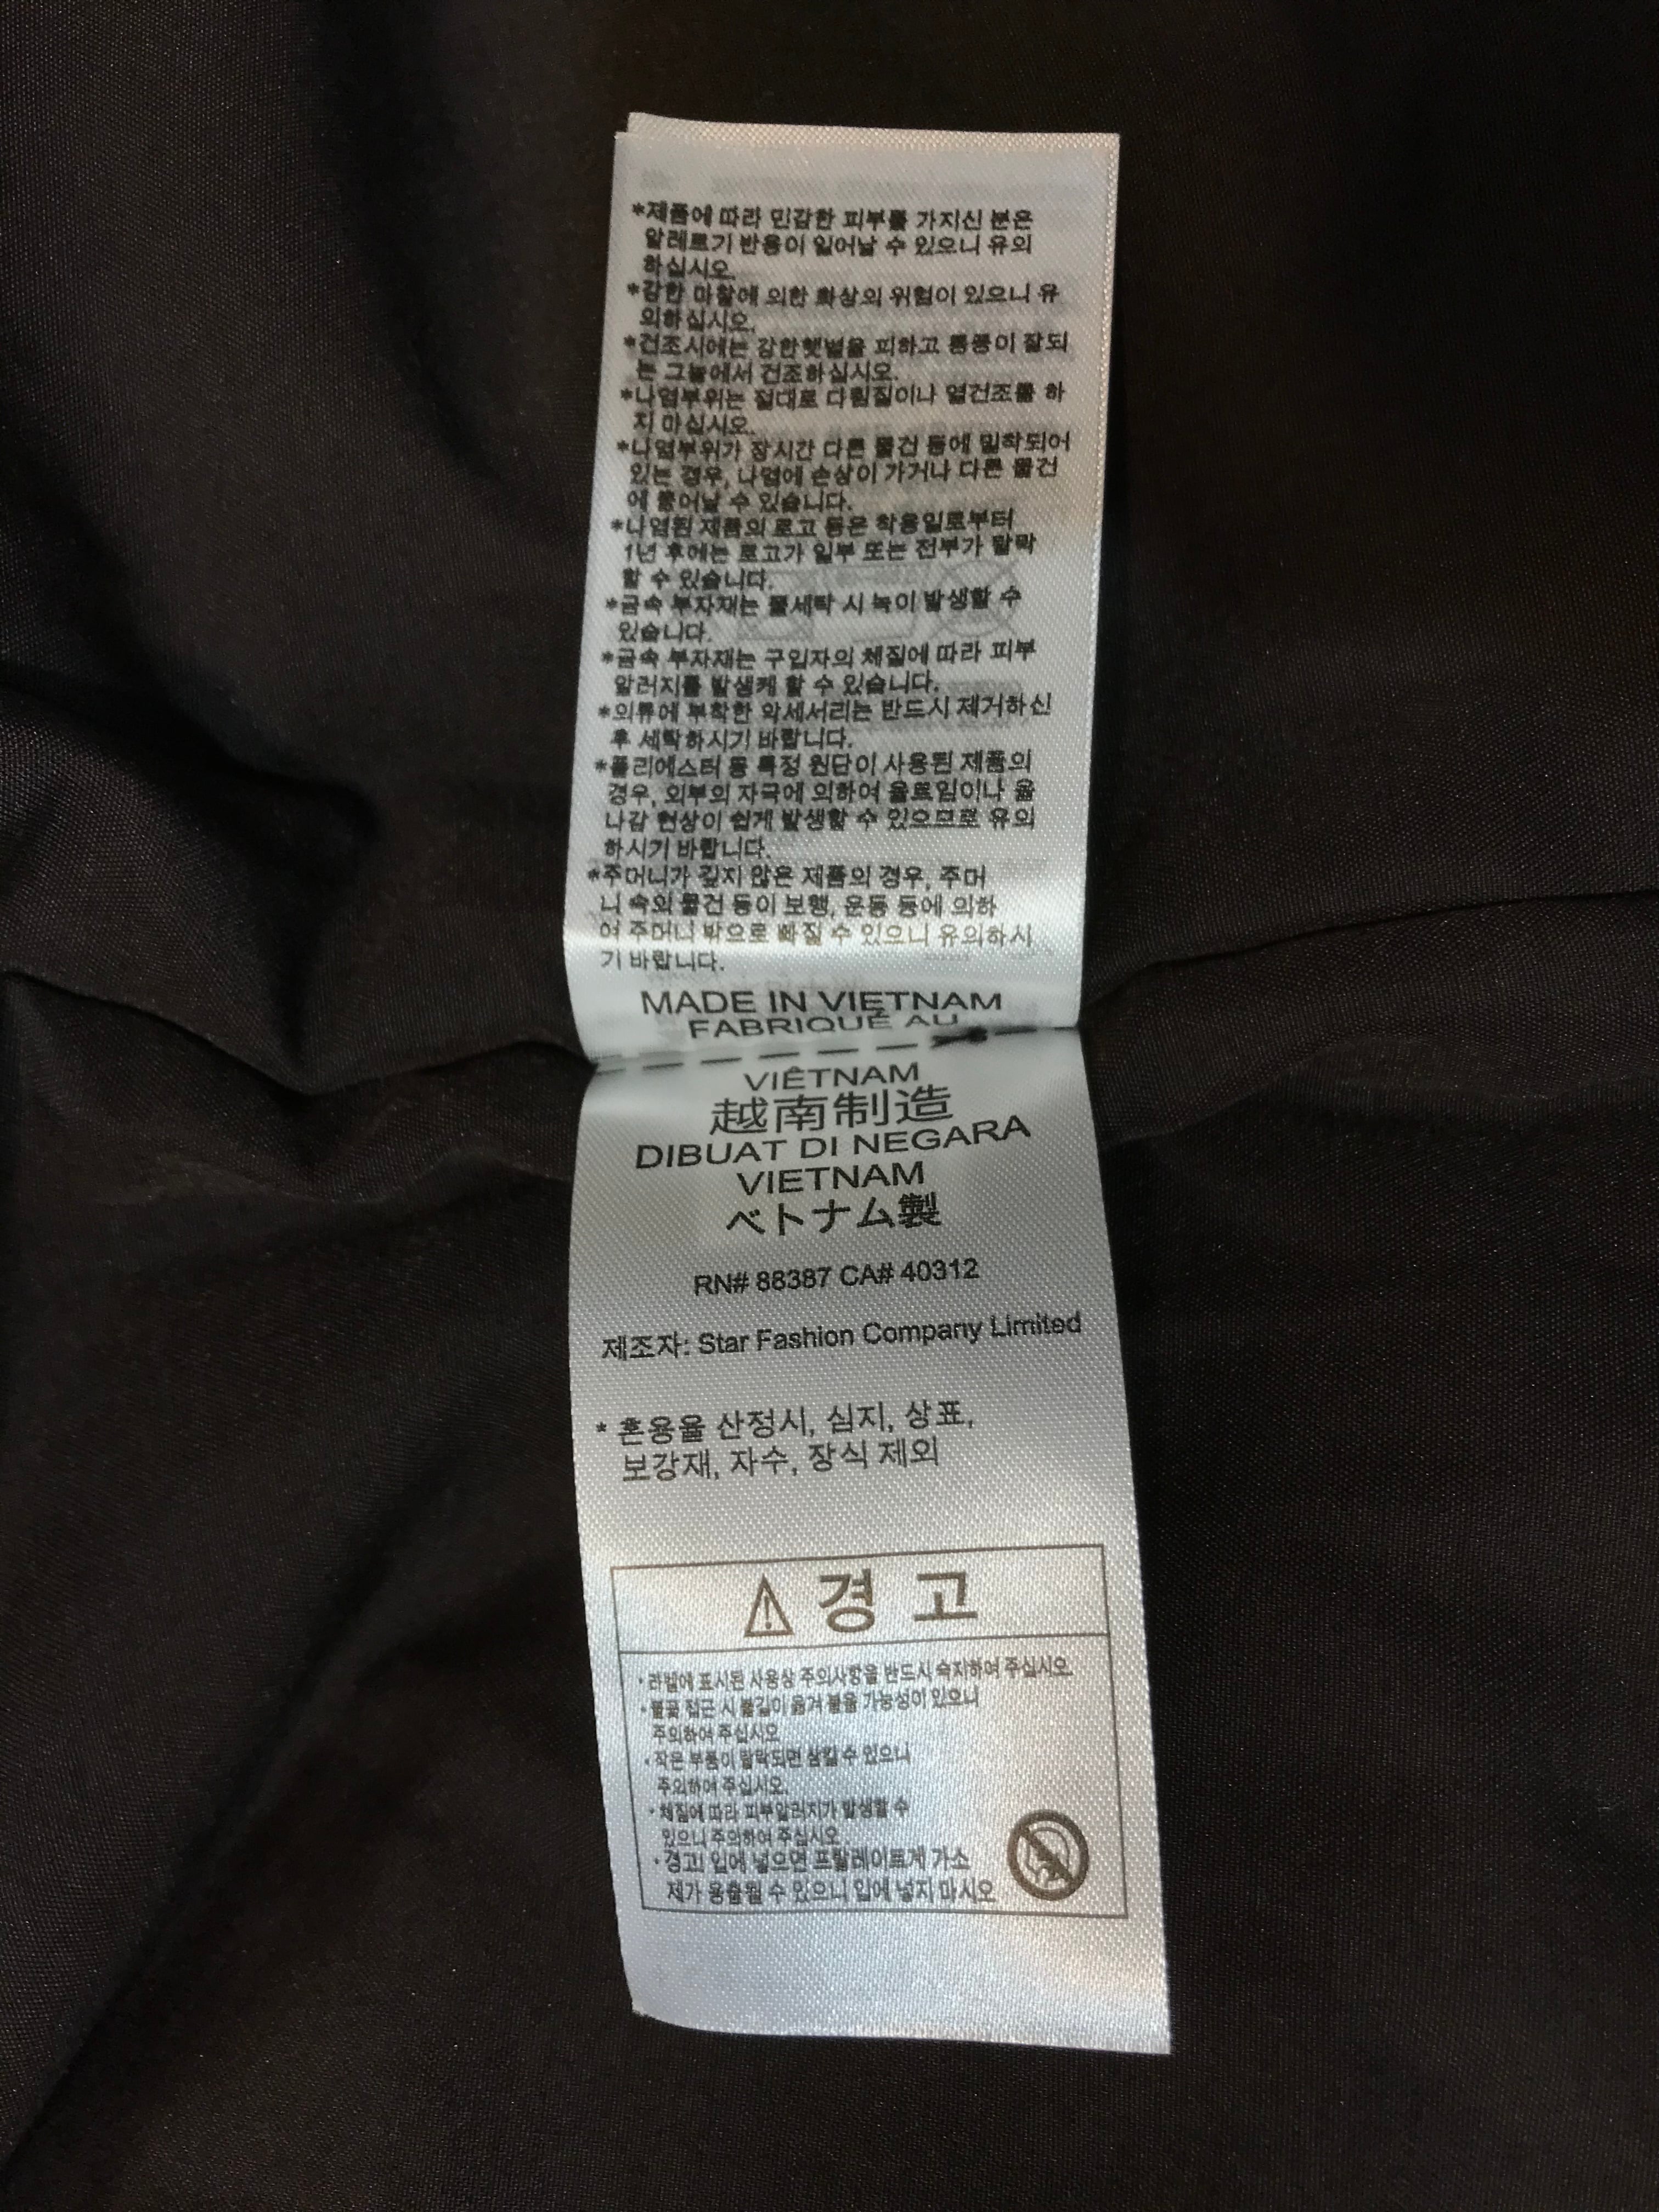 *제품에 따라 민감한 피부를 가지신 분은
알레르기 반응이 일어날 수 있으니 유의
하십시오.
*강한 마찰에 의한 화상의 위험이 있으니 유
의하십시오.
*건조시에는 강한햇볕을 피하고 통풍이 잘되
는 그늘에서 건조하십시오.
*나염부위는 절대로 다림질이나 열건조를 하
지 마십시오.
*나염부위가 장시간 다른 물건 등에 밀착되어
있는 경우, 나염에 손상이 가거나 다른 물건
에 묻어날 수 있습니다.
*나염된 제품의 로고 등은 착용일로부터
1년 후에는 로고가 일부 또는 전부가 탈락
할 수 있습니다.
*금속 부자재는 물세탁 시 녹이 발생할 수
있습니다.
*금속 부자재는 구입자의 체질에 따라 피부
알러지를 발생케 할 수 있습니다.
*의류에 부착한 악세서리는 반드시 제거하신
후 세탁하시기 바랍니다.
*폴리에스터 등 특정 원단이 사용된 제품의
경우, 외부의 자극에 의하여 올트임이나 올
나감 현상이 쉽게 발생할 수 있으므로 유의
하시기 바랍니다.
*주머니가 깊지 않은 제품의 경우, 주머
니 속의 물건 등이 보행, 운동 등에 의하
여 주머니 밖으로 빠질 수 있으니 유의하시
기 바랍니다.
MADE IN VIETNAM
FABRIQUÉ AU
VIÊTNAM
越南制造
DIBUAT DI NEGARA
VIETNAM
ベトナム製
RN# 88387 CA# 40312
제조자: Star Fashion Company Limited
* 혼용율 산정시, 심지, 상표,
보강재, 자수, 장식 제외
⚠ 경 고
· 라벨에 표시된 사용상 주의사항을 반드시 숙지하여 주십시오.
· 불꽃 접근 시 불길이 옮겨 붙을 가능성이 있으니
주의하여 주십시오
· 작은 부품이 탈락되면 삼킬 수 있으니
주의하여 주십시오.
· 체질에 따라 피부알러지가 발생할 수
있으니 주의하여 주십시오.
· 경고! 입에 넣으면 프탈레이트계 가소
제가 용출될 수 있으니 입에 넣지 마시오